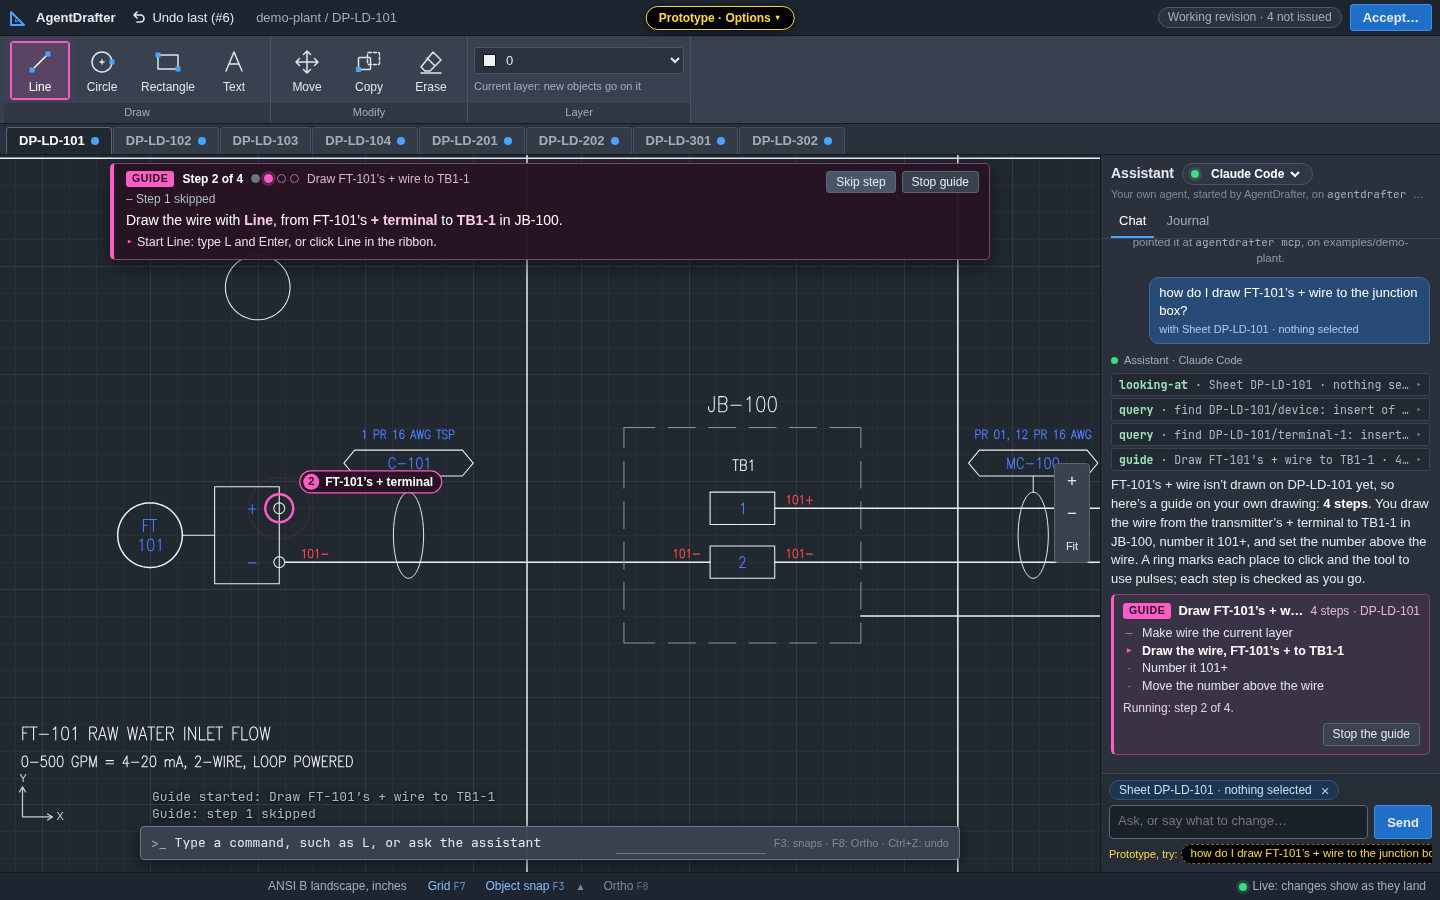 AgentDrafter Undo last (#6) demo-plant / DP-LD-101 Prototype · Options ▾ Working revision · 4 not issued Accept…
Line Circle Rectangle Text Move Copy Erase 0
Current layer: new objects go on it
Draw Modify Layer
DP-LD-101 DP-LD-102 DP-LD-103 DP-LD-104 DP-LD-201 DP-LD-202 DP-LD-301 DP-LD-302
GUIDE Step 2 of 4 Draw FT-101’s + wire to TB1-1 Skip step Stop guide
– Step 1 skipped
Draw the wire with Line, from FT-101’s + terminal to TB1-1 in JB-100.
▸ Start Line: type L and Enter, or click Line in the ribbon.
JB-100
1 PR 16 AWG TSP
C-101
TB1
PR 01, 12 PR 16 AWG
MC-100
2 FT-101’s + terminal
FT
101
+
–
101–
1
101+
101–
2
101–
+
–
Fit
FT-101 RAW WATER INLET FLOW
0-500 GPM = 4-20 mA, 2-WIRE, LOOP POWERED
Y
X
Guide started: Draw FT-101’s + wire to TB1-1
Guide: step 1 skipped
>_ Type a command, such as L, or ask the assistant F3: snaps · F8: Ortho · Ctrl+Z: undo
Assistant Claude Code
Your own agent, started by AgentDrafter, on agentdrafter …
Chat Journal
pointed it at agentdrafter mcp, on examples/demo-
plant.
how do I draw FT-101’s + wire to the junction
box?
with Sheet DP-LD-101 · nothing selected
Assistant · Claude Code
looking-at · Sheet DP-LD-101 · nothing se… ▸
query · find DP-LD-101/device: insert of … ▸
query · find DP-LD-101/terminal-1: insert… ▸
guide · Draw FT-101’s + wire to TB1-1 · 4… ▸
FT-101’s + wire isn’t drawn on DP-LD-101 yet, so
here’s a guide on your own drawing: 4 steps. You draw
the wire from the transmitter’s + terminal to TB1-1 in
JB-100, number it 101+, and set the number above the
wire. A ring marks each place to click and the tool to
use pulses; each step is checked as you go.
GUIDE Draw FT-101’s + w… 4 steps · DP-LD-101
– Make wire the current layer
▸ Draw the wire, FT-101’s + to TB1-1
· Number it 101+
· Move the number above the wire
Running: step 2 of 4.
Stop the guide
Sheet DP-LD-101 · nothing selected ×
Ask, or say what to change… Send
Prototype, try: how do I draw FT-101’s + wire to the junction bo
ANSI B landscape, inches Grid F7 Object snap F3 ▲ Ortho F8 Live: changes show as they land